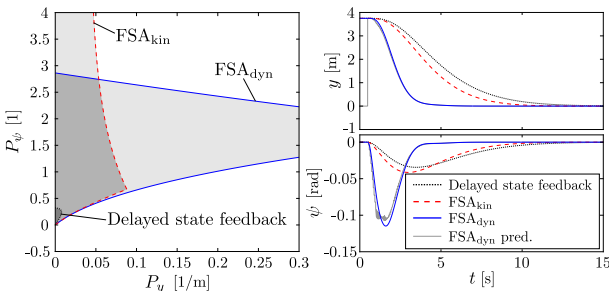 4
3.5
3
2.5
2
1.5
1
0.5
0
-0.5
P_ψ [1]
0
0.05
0.1
0.15
0.2
0.25
0.3
P_y [1/m]
FSA_kin
FSA_dyn
Delayed state feedback
4
3
2
1
0
-1
y [m]
0
-0.05
-0.1
-0.15
ψ [rad]
Delayed state feedback
FSA_kin
FSA_dyn
FSA_dyn pred.
0
5
10
15
t [s]